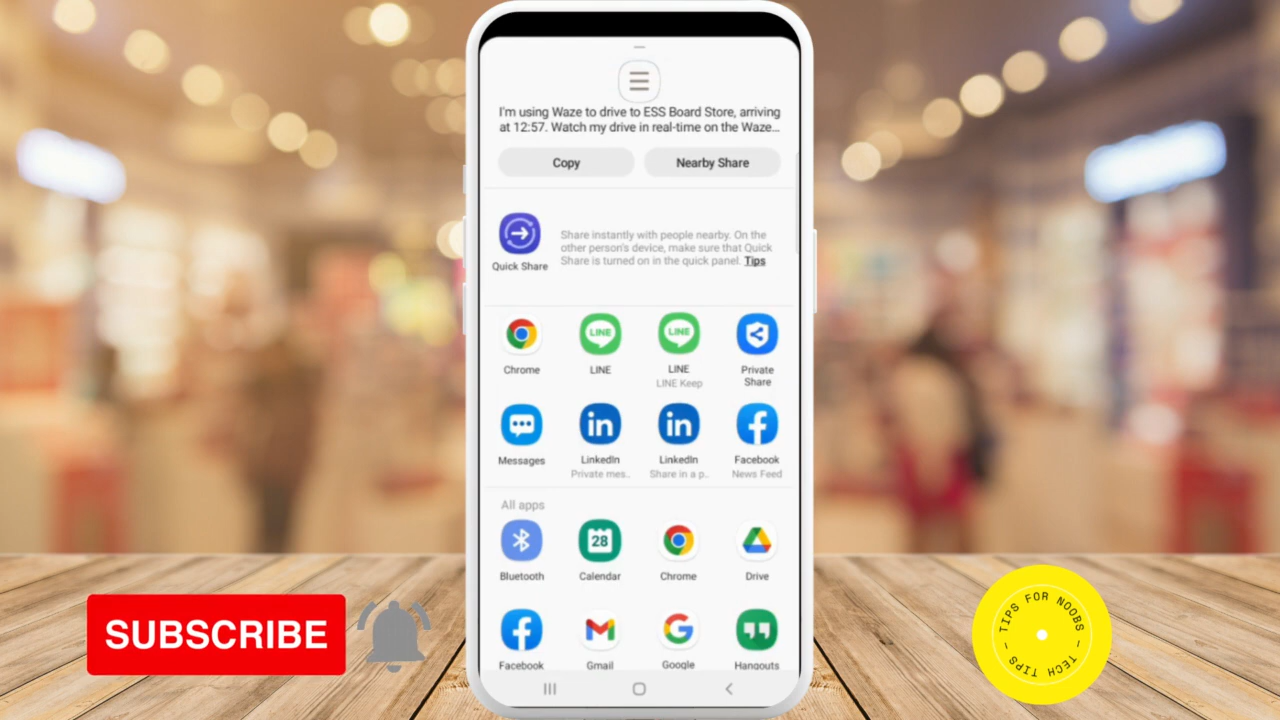 I'm using Waze to drive to ESS Board Store, arriving
at 12:57. Watch my drive in real-time on the Waze...
Copy
Nearby Share
Share instantly with people nearby. On the
other person's device, make sure that Quick
Share is turned on in the quick panel. Tips
Quick Share
LINE
LINE
Chrome
LINE
LINE
LINE Keep
Private
Share
in
in
Messages
LinkedIn
Private mes..
LinkedIn
Share in a p..
Facebook
News Feed
All apps
28
Bluetooth
Calendar
Chrome
Drive
Facebook
Gmail
Google
Hangouts
SUBSCRIBE
TIPS FOR NOOBS
— TECH TIPS —